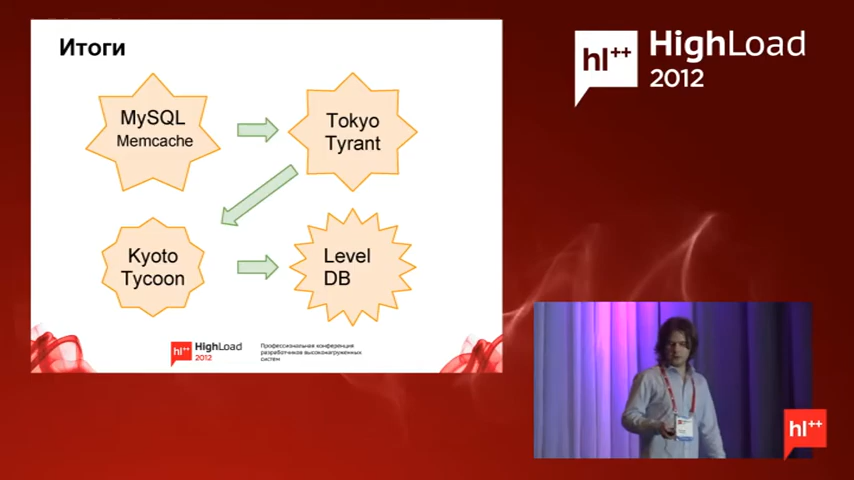 Итоги
MySQL
Memcache
Tokyo
Tyrant
Kyoto
Tycoon
Level
DB
hl++
HighLoad
2012
Профессиональная конференция
разработчиков высоконагруженных
систем
hl++
HighLoad
2012
hl++